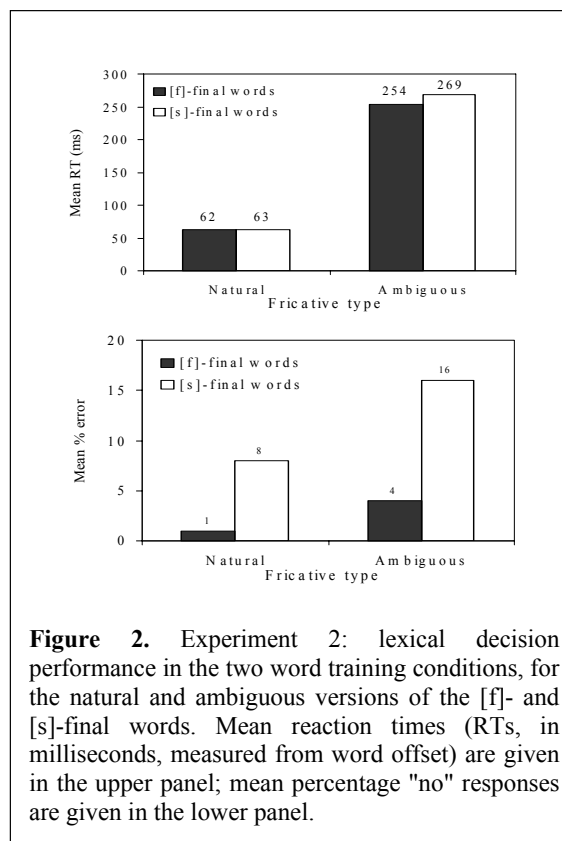 300
250
200
150
100
50
0
Mean RT (ms)
[f]-final words
[s]-final words
62 63
254 269
Natural Ambiguous
Fricative type
20
15
10
5
0
Mean % error
[f]-final words
[s]-final words
1 8
4 16
Natural Ambiguous
Fricative type
Figure 2. Experiment 2: lexical decision
performance in the two word training conditions, for
the natural and ambiguous versions of the [f]- and
[s]-final words. Mean reaction times (RTs, in
milliseconds, measured from word offset) are given
in the upper panel; mean percentage "no" responses
are given in the lower panel.